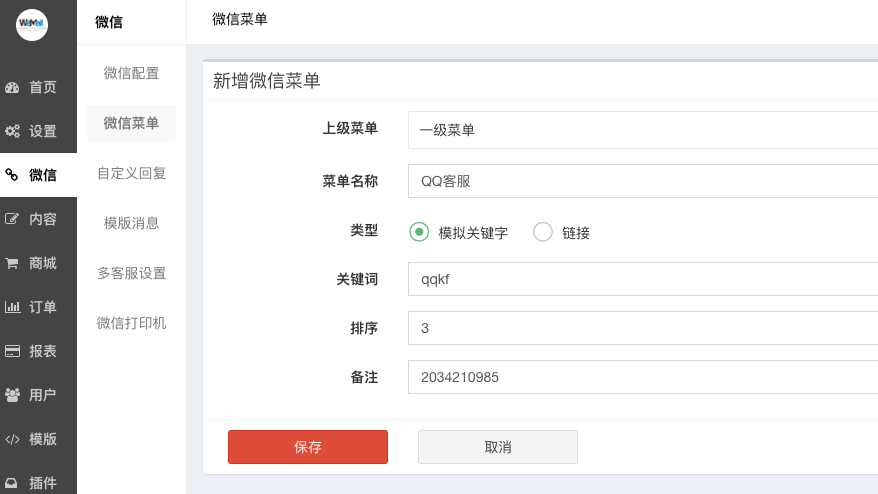 WeMall
首页
设置
微信
内容
商城
订单
报表
用户
模版
插件
微信
微信配置
微信菜单
自定义回复
模版消息
多客服设置
微信打印机
微信菜单
新增微信菜单
上级菜单 一级菜单
菜单名称 QQ客服
类型 模拟关键字 链接
关键词 qqkf
排序 3
备注 2034210985
保存 取消